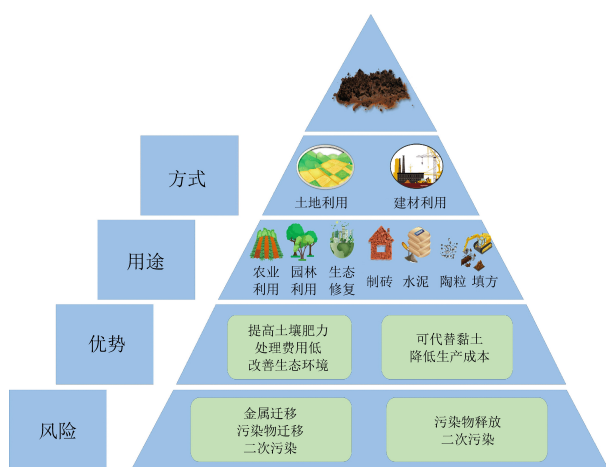 方式
土地利用
建材利用
用途
农业
利用
园林
利用
生态
修复
制砖
水泥
陶粒
填方
优势
提高土壤肥力
处理费用低
改善生态环境
可代替黏土
降低生产成本
风险
金属迁移
污染物迁移
二次污染
污染物释放
二次污染